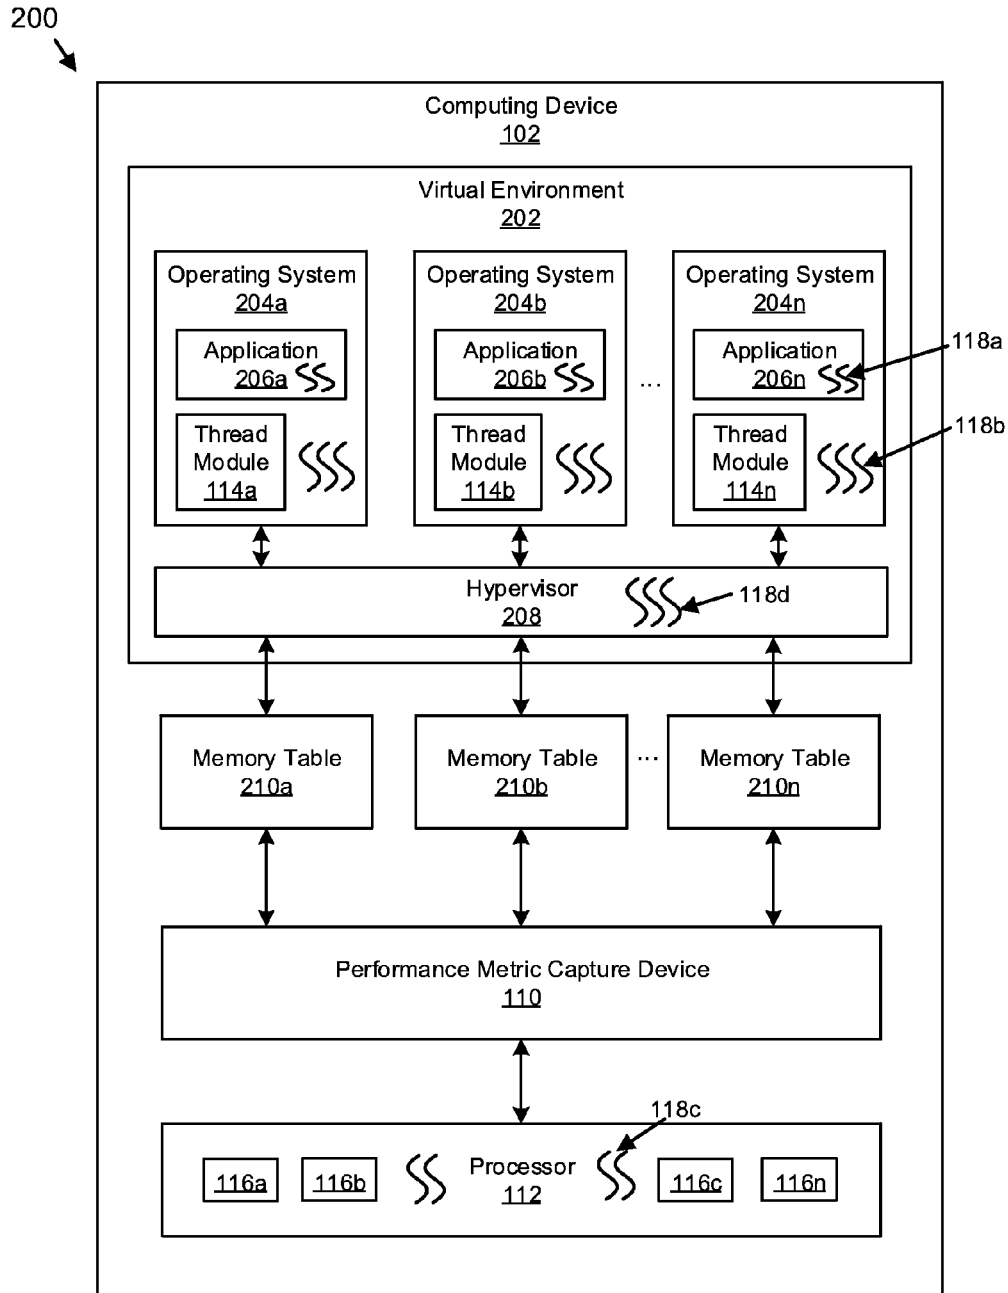 200
Computing Device
102
Virtual Environment
202
Operating System
204a
Application
206a
Thread
Module
114a
Operating System
204b
Application
206b
Thread
Module
114b
...
Operating System
204n
Application
206n
Thread
Module
114n
118a
118b
Hypervisor
208
118d
Memory Table
210a
Memory Table
210b
...
Memory Table
210n
Performance Metric Capture Device
110
118c
116a
116b
Processor
112
116c
116n